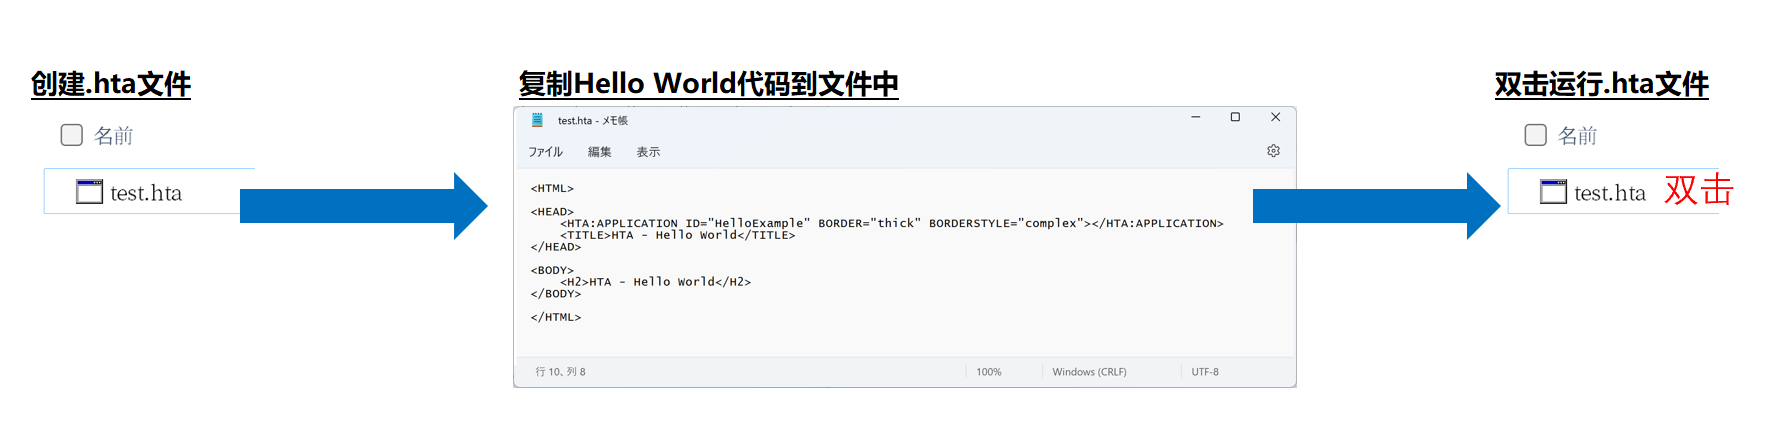 创建.hta文件
名前
test.hta
复制Hello World代码到文件中
test.hta - メモ帳
ファイル 編集 表示
<HTML>
<HEAD>
<HTA:APPLICATION ID="HelloExample" BORDER="thick" BORDERSTYLE="complex"></HTA:APPLICATION>
<TITLE>HTA - Hello World</TITLE>
</HEAD>
<BODY>
<H2>HTA - Hello World</H2>
</BODY>
</HTML>
行 10、列 8 100% Windows (CRLF) UTF-8
双击运行.hta文件
名前
test.hta 双击